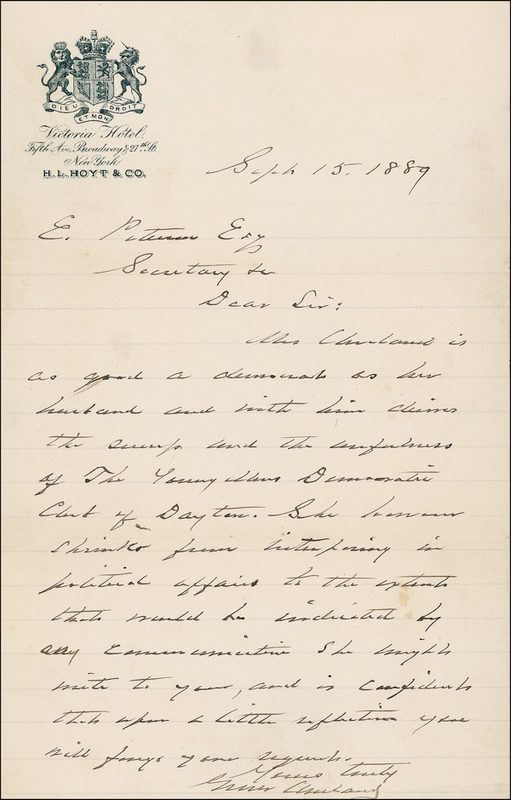 DIEU ET MON DROIT
Victoria Hôtel,
Fifth Ave. Broadway & 27th St.
New York
H. L. HOYT & CO.
Sept 15. 1889
E. Peterson Esq
Secretary &c
Dear Sir:
Mrs Cleveland is
as good a democrat as her
husband and with him desires
the success and the usefulness
of The Young Mens Democratic
Club of Dayton. She however
shrinks from interfering in
political affairs to the extent
that would be indicated by
any communication she might
write to you, and is confident
that upon a little reflection you
will forego your request.
Yours truly
Grover Cleveland